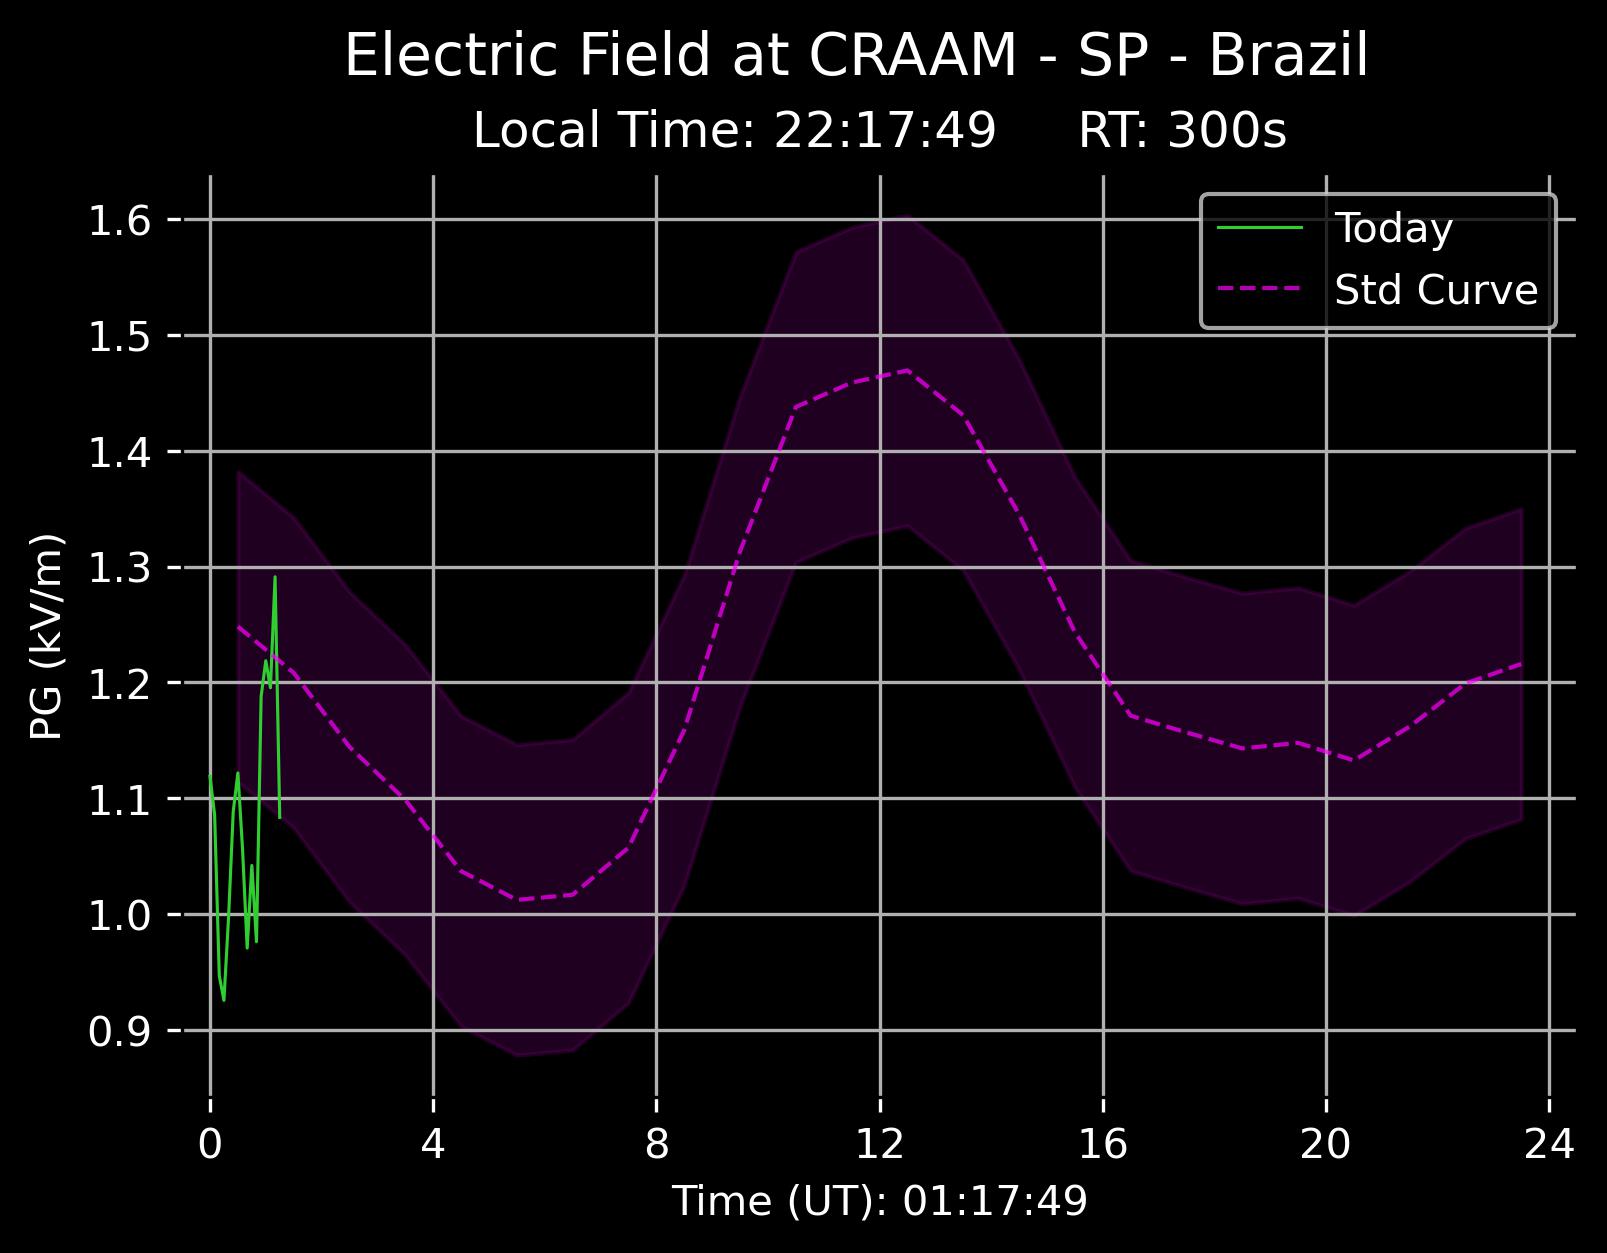 Electric Field at CRAAM - SP - Brazil
Local Time: 22:17:49 RT: 300s
Today
Std Curve
1.6
1.5
1.4
1.3
1.2
1.1
1.0
0.9
PG (kV/m)
0 4 8 12 16 20 24
Time (UT): 01:17:49